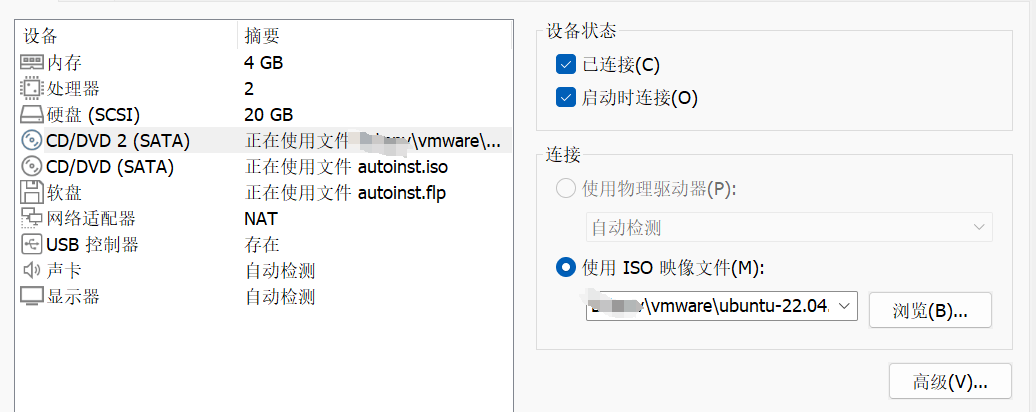 设备 摘要
内存 4 GB
处理器 2
硬盘 (SCSI) 20 GB
CD/DVD 2 (SATA) 正在使用文件 \vmware\...
CD/DVD (SATA) 正在使用文件 autoinst.iso
软盘 正在使用文件 autoinst.flp
网络适配器 NAT
USB 控制器 存在
声卡 自动检测
显示器 自动检测
设备状态
已连接(C)
启动时连接(O)
连接
使用物理驱动器(P):
自动检测
使用 ISO 映像文件(M):
\vmware\ubuntu-22.04.
浏览(B)...
高级(V)...